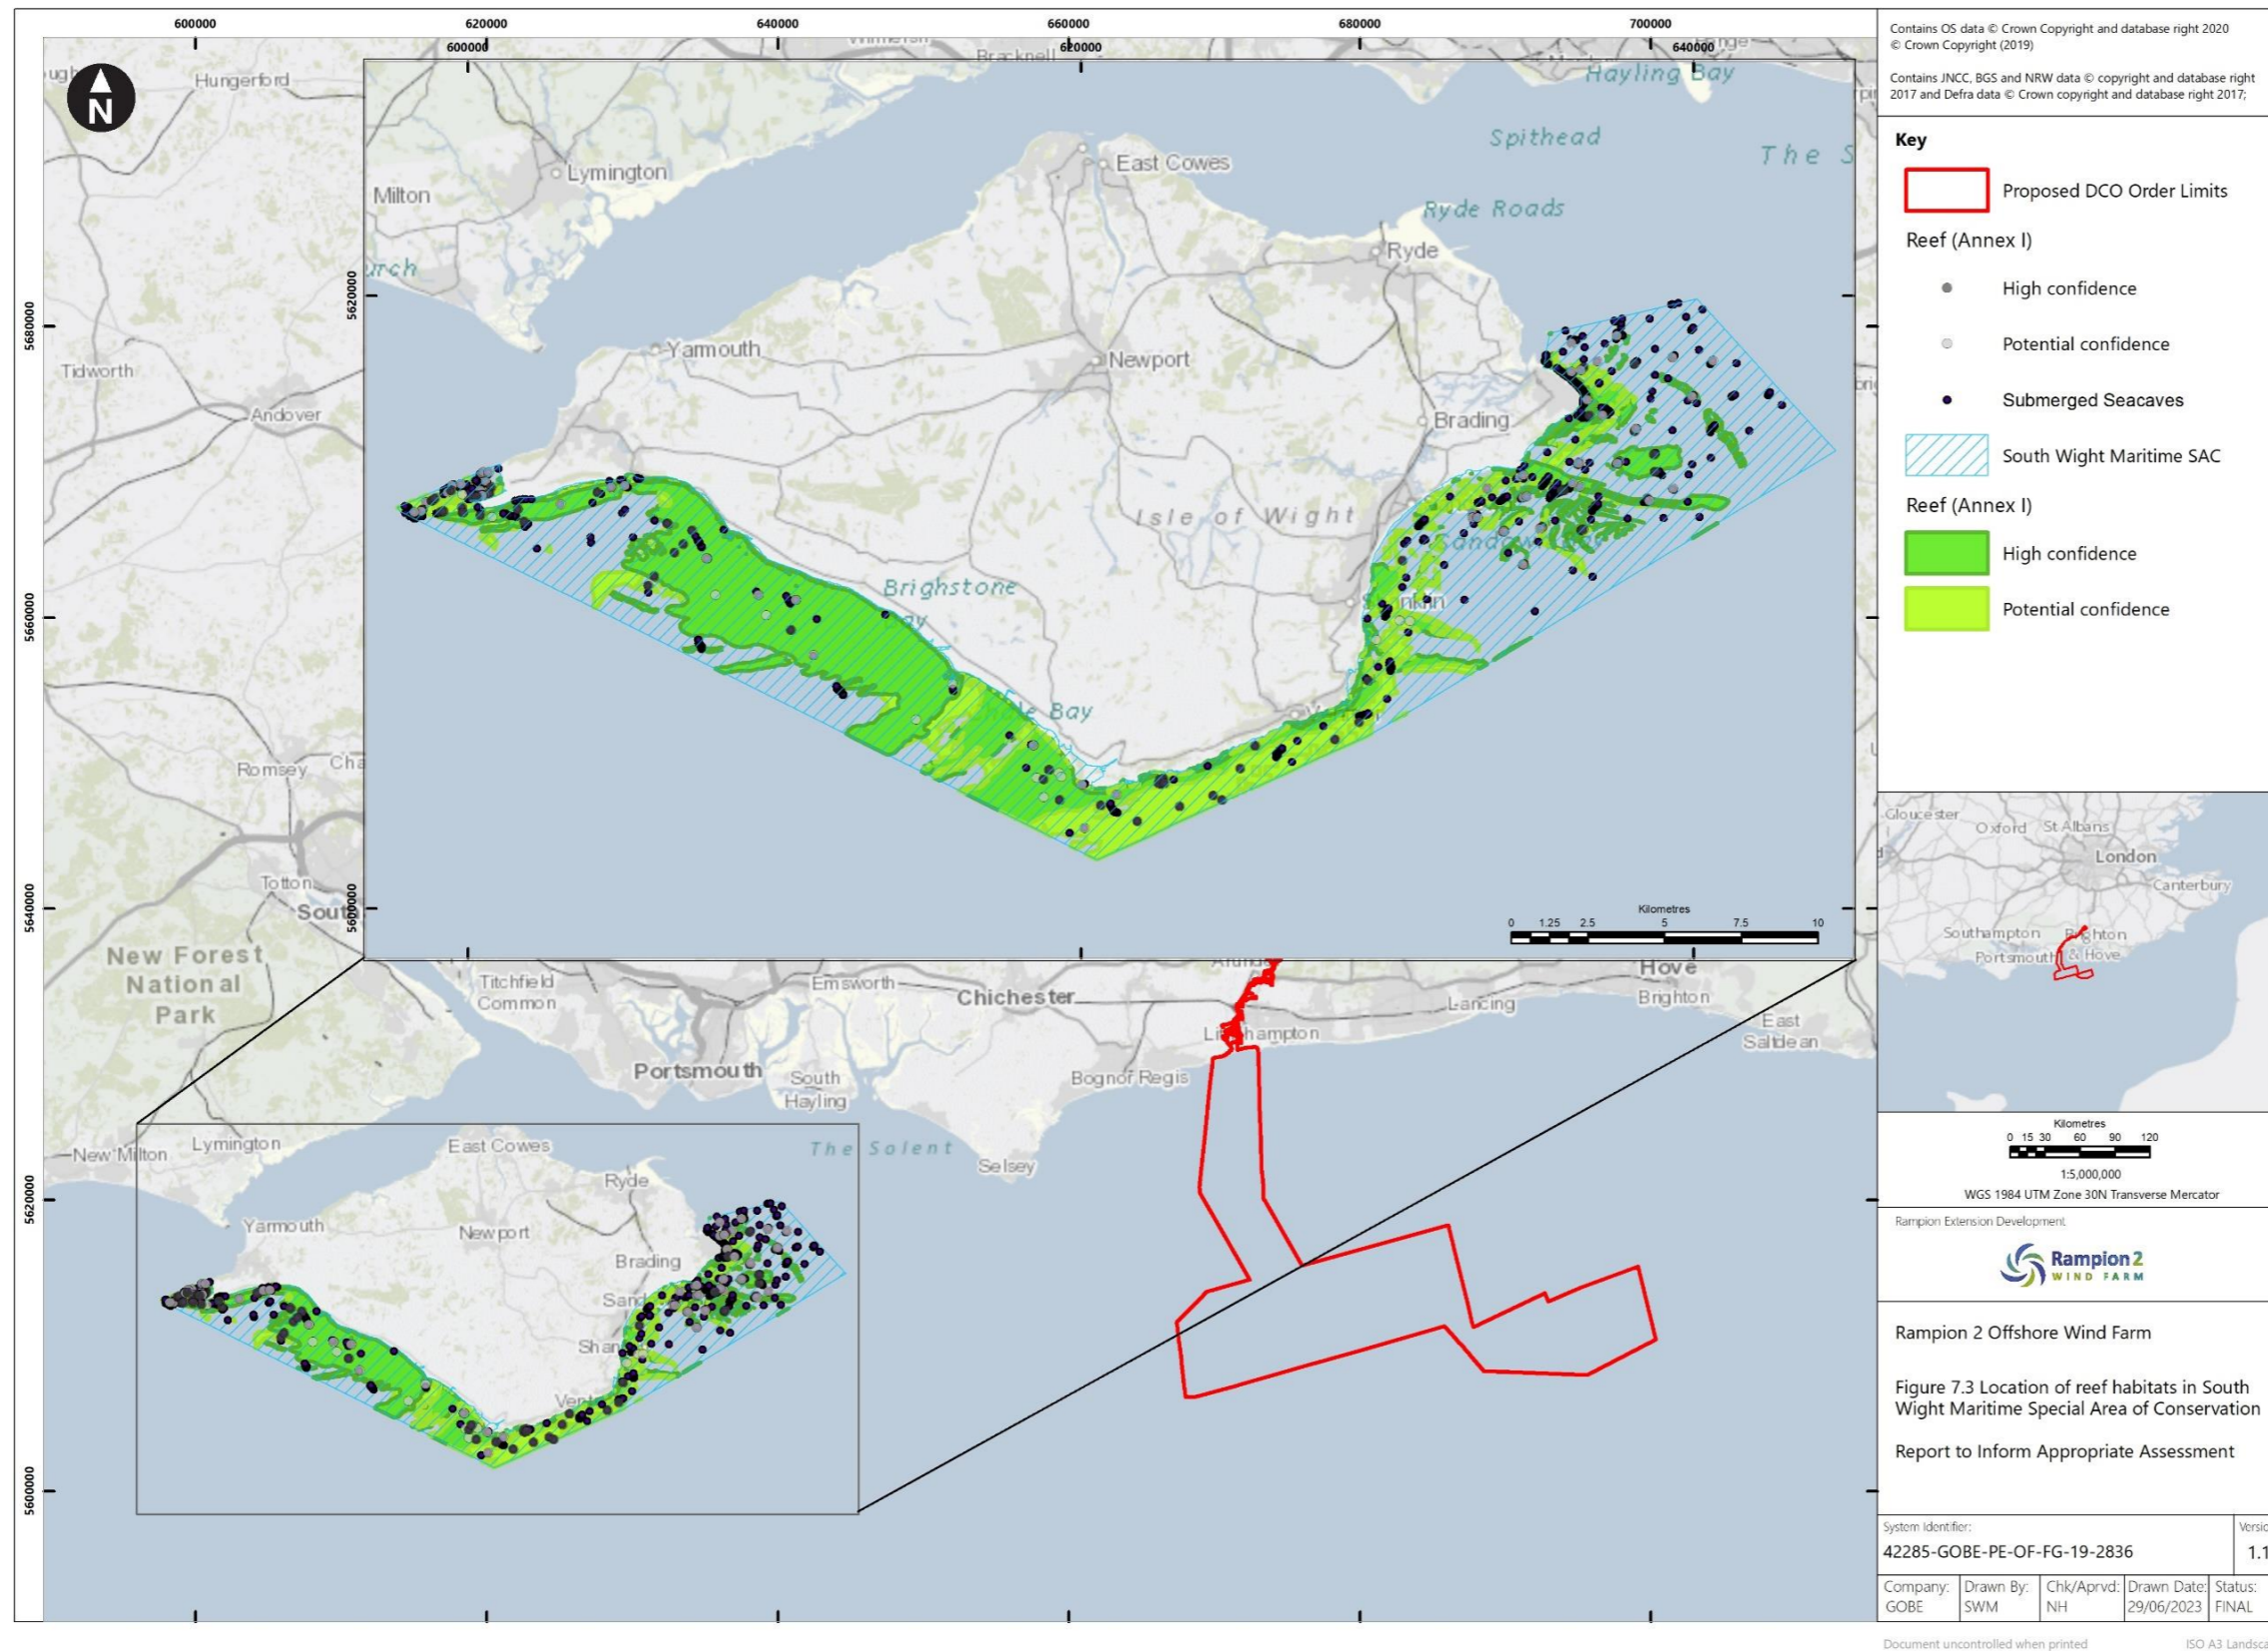 600000 620000 640000 660000 680000 700000
600000 620000 640000
5680000
5660000
5640000
5620000
5600000
5620000
5600000
N
Hungerford
Bracknell
Tidworth
Andover
Romsey
Totton
New Forest
National
Park
Milton
Lymington
East Cowes
Hayling Bay
Spithead
The S
Ryde Roads
Ryde
Yarmouth
Newport
Brading
Isle of Wight
Brighstone
Kilometres
0 1.25 2.5 5 7.5 10
Titchfield
Common
Emsworth
Chichester
Hove
Brighton
Lancing
East
Saltdean
Portsmouth
South
Hayling
Bognor Regis
Selsey
The Solent
New Milton
Lymington
East Cowes
Ryde
Yarmouth
Newport
Brading
Contains OS data © Crown Copyright and database right 2020
© Crown Copyright (2019)
Contains JNCC, BGS and NRW data © copyright and database right
2017 and Defra data © Crown copyright and database right 2017;
Key
Proposed DCO Order Limits
Reef (Annex I)
High confidence
Potential confidence
Submerged Seacaves
South Wight Maritime SAC
Reef (Annex I)
High confidence
Potential confidence
Gloucester
Oxford
St Albans
London
Canterbury
Southampton
Portsmouth
& Hove
Kilometres
0 15 30 60 90 120
1:5,000,000
WGS 1984 UTM Zone 30N Transverse Mercator
Rampion Extension Development
Rampion 2
WIND FARM
Rampion 2 Offshore Wind Farm
Figure 7.3 Location of reef habitats in South
Wight Maritime Special Area of Conservation
Report to Inform Appropriate Assessment
System Identifier:
42285-GOBE-PE-OF-FG-19-2836
1.1
Company: Drawn By: Chk/Aprvd: Drawn Date: Status:
GOBE SWM NH 29/06/2023 FINAL
Document uncontrolled when printed
ISO A3